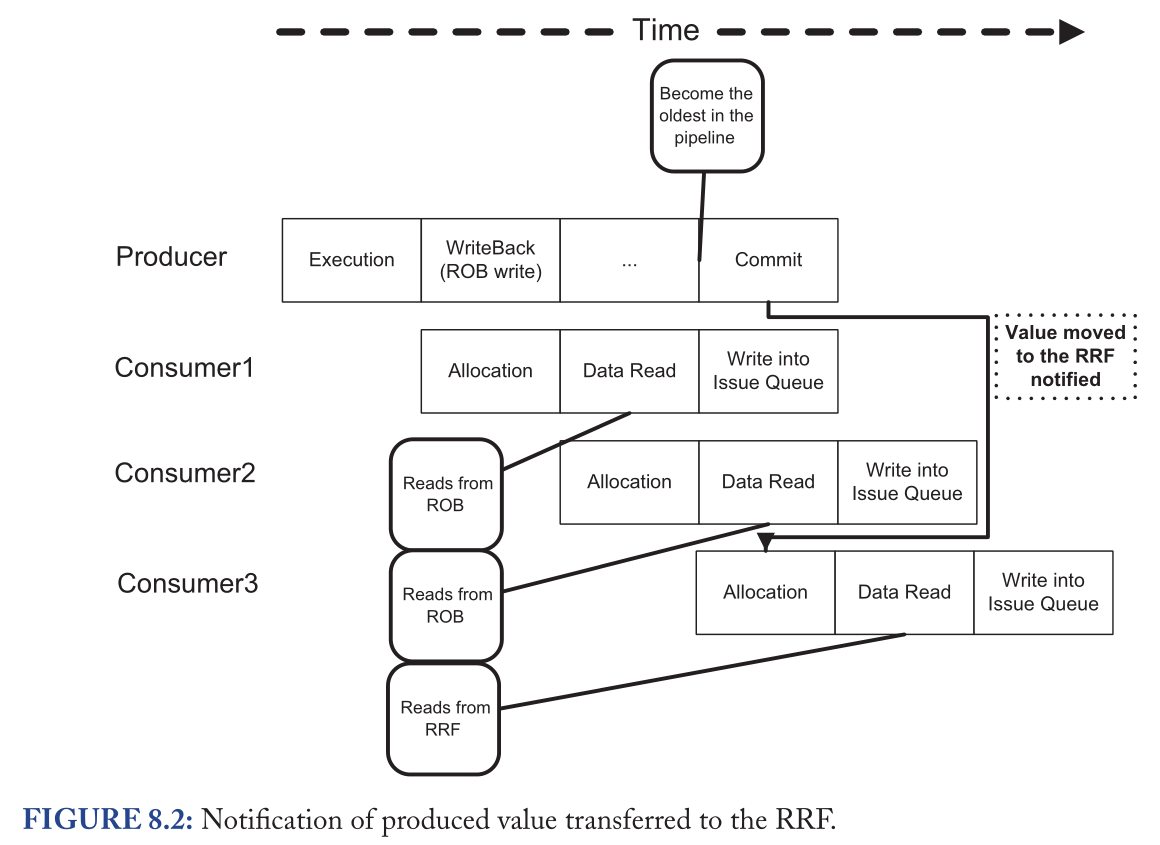 Time
Become the
oldest in the
pipeline
Producer
Execution
WriteBack
(ROB write)
...
Commit
Value moved
to the RRF
notified
Consumer1
Allocation
Data Read
Write into
Issue Queue
Consumer2
Reads from
ROB
Allocation
Data Read
Write into
Issue Queue
Consumer3
Reads from
ROB
Allocation
Data Read
Write into
Issue Queue
Reads from
RRF
FIGURE 8.2: Notification of produced value transferred to the RRF.